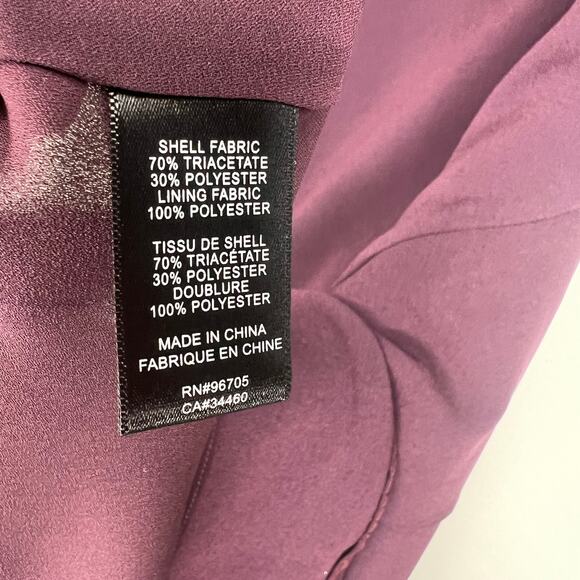 SHELL FABRIC
70% TRIACETATE
30% POLYESTER
LINING FABRIC
100% POLYESTER
TISSU DE SHELL
70% TRIACÉTATE
30% POLYESTER
DOUBLURE
100% POLYESTER
MADE IN CHINA
FABRIQUE EN CHINE
RN#96705
CA#34460